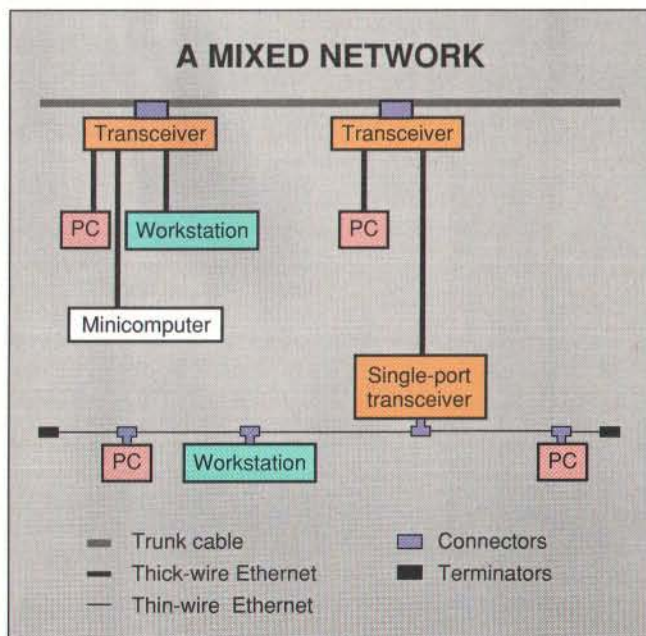 A MIXED NETWORK
Transceiver
Transceiver
PC
Workstation
PC
Minicomputer
Single-port
transceiver
PC
Workstation
PC
Trunk cable
Connectors
Thick-wire Ethernet
Terminators
Thin-wire Ethernet